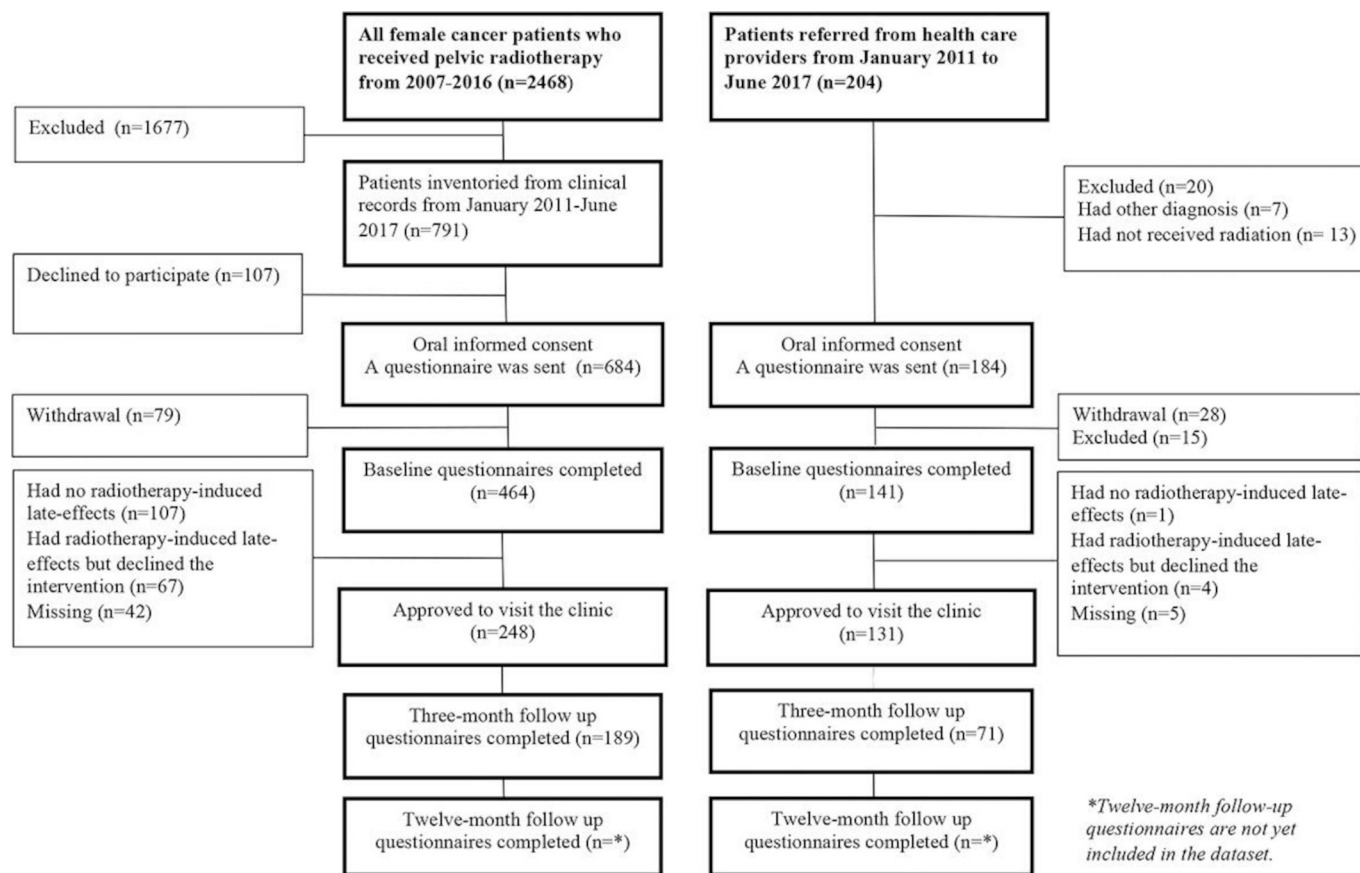 All female cancer patients who
received pelvic radiotherapy
from 2007-2016 (n=2468)
Patients referred from health care
providers from January 2011 to
June 2017 (n=204)
Excluded (n=1677)
Patients inventoried from clinical
records from January 2011-June
2017 (n=791)
Excluded (n=20)
Had other diagnosis (n=7)
Had not received radiation (n= 13)
Declined to participate (n=107)
Oral informed consent
A questionnaire was sent (n=684)
Oral informed consent
A questionnaire was sent (n=184)
Withdrawal (n=79)
Withdrawal (n=28)
Excluded (n=15)
Baseline questionnaires completed
(n=464)
Baseline questionnaires completed
(n=141)
Had no radiotherapy-induced
late-effects (n=107)
Had radiotherapy-induced late-
effects but declined the
intervention (n=67)
Missing (n=42)
Had no radiotherapy-induced late-
effects (n=1)
Had radiotherapy-induced late-
effects but declined the
intervention (n=4)
Missing (n=5)
Approved to visit the clinic
(n=248)
Approved to visit the clinic
(n=131)
Three-month follow up
questionnaires completed (n=189)
Three-month follow up
questionnaires completed (n=71)
Twelve-month follow up
questionnaires completed (n=*)
Twelve-month follow up
questionnaires completed (n=*)
*Twelve-month follow-up
questionnaires are not yet
included in the dataset.